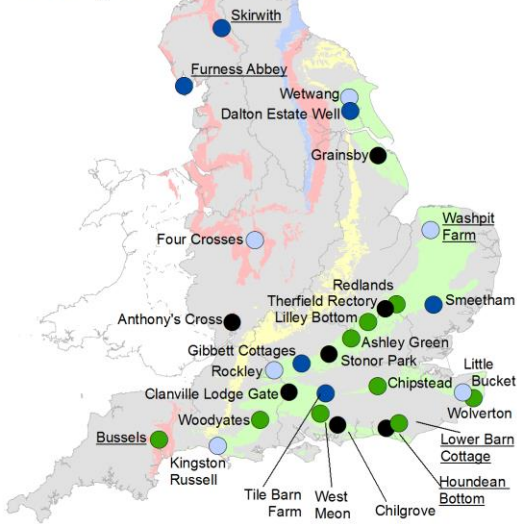 Skirwith
Furness Abbey
Wetwang
Dalton Estate Well
Grainsby
Four Crosses
Washpit
Farm
Redlands
Therfield Rectory
Smeetham
Anthony's Cross
Lilley Bottom
Ashley Green
Gibbett Cottages
Stonor Park
Rockley
Little
Bucket
Clanville Lodge Gate
Chipstead
Woodyates
Wolverton
Bussels
Lower Barn
Cottage
Kingston
Russell
Houndean
Bottom
Tile Barn
Farm
West
Meon
Chilgrove